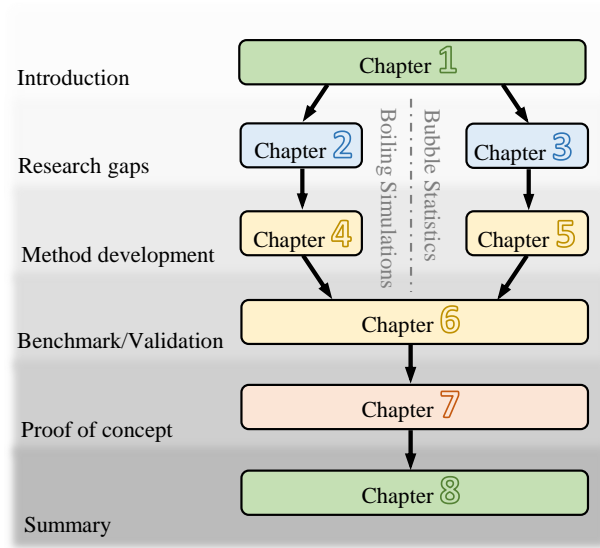 Chapter 1
Introduction
Chapter 2
Boiling Simulations
Bubble Statistics
Chapter 3
Research gaps
Chapter 4
Chapter 5
Method development
Chapter 6
Benchmark/Validation
Chapter 7
Proof of concept
Chapter 8
Summary